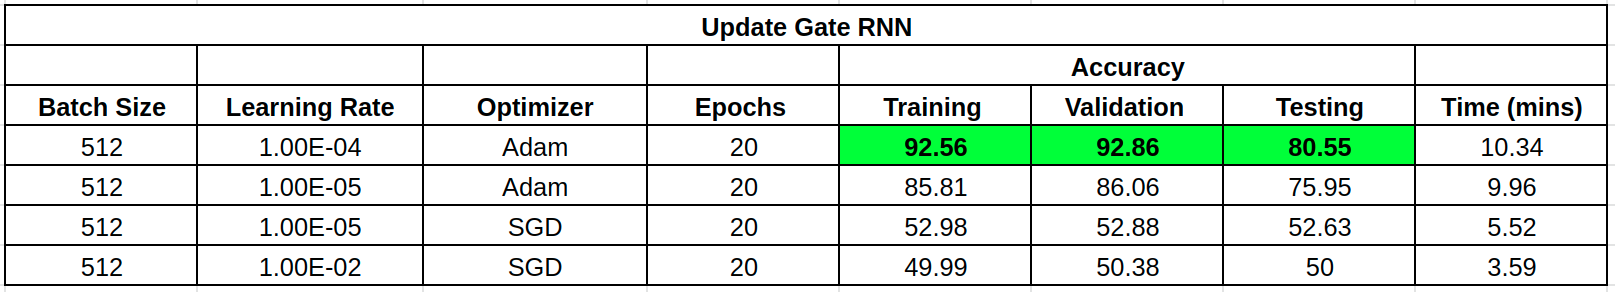 Update Gate RNN
Accuracy
Batch Size Learning Rate Optimizer Epochs Training Validation Testing Time (mins)
512 1.00E-04 Adam 20 92.56 92.86 80.55 10.34
512 1.00E-05 Adam 20 85.81 86.06 75.95 9.96
512 1.00E-05 SGD 20 52.98 52.88 52.63 5.52
512 1.00E-02 SGD 20 49.99 50.38 50 3.59